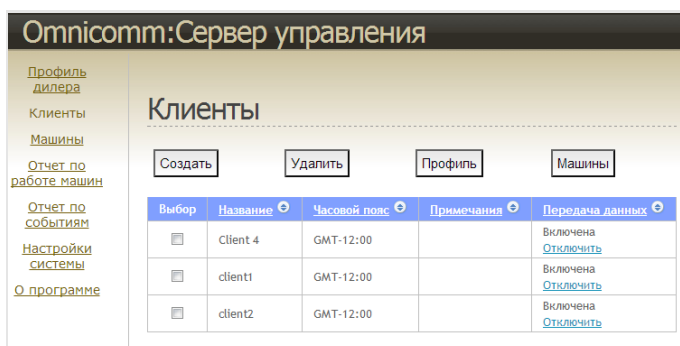 Omnicomm:Сервер управления
Профиль
дилера
Клиенты
Машины
Отчет по
работе машин
Отчет по
событиям
Настройки
системы
О программе
Клиенты
Создать Удалить Профиль Машины
Выбор Название Часовой пояс Примечания Передача данных
Client 4 GMT-12:00 Включена
Отключить
client1 GMT-12:00 Включена
Отключить
client2 GMT-12:00 Включена
Отключить